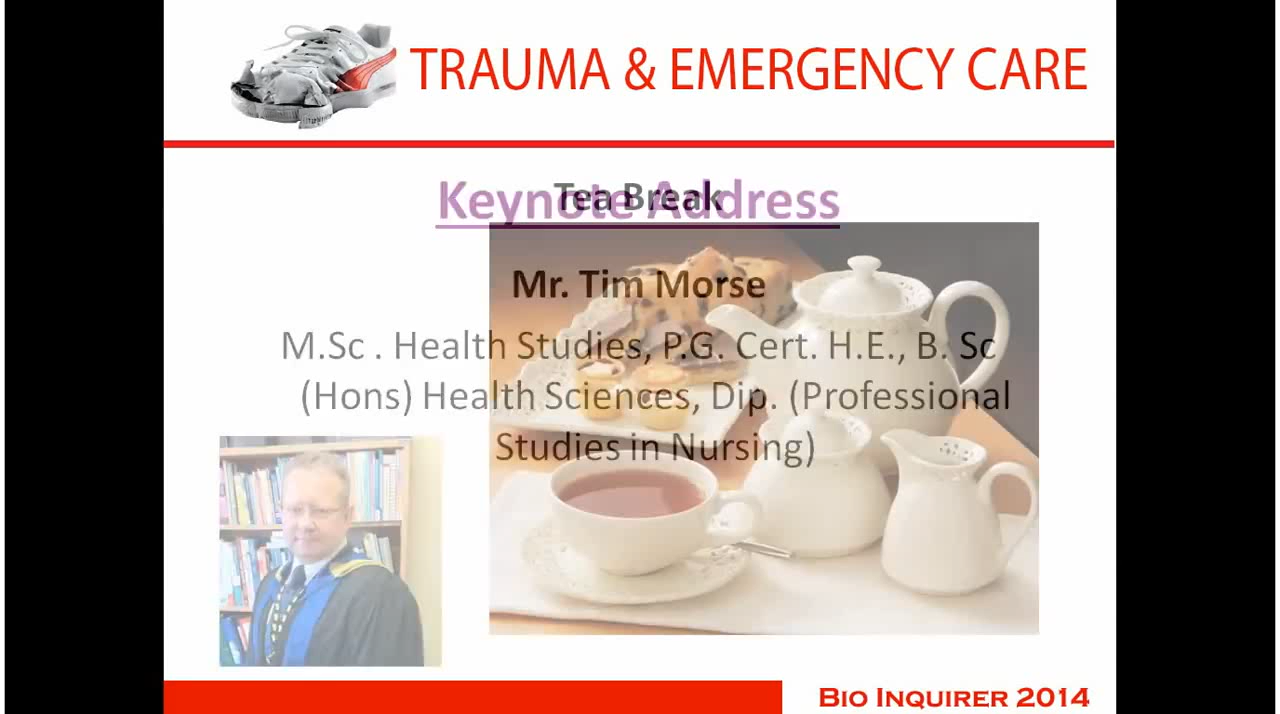 TRAUMA & EMERGENCY CARE
Keynote Address
Tea Break
Mr. Tim Morse
M.Sc . Health Studies, P.G. Cert. H.E., B. Sc
(Hons) Health Sciences, Dip. (Professional
Studies in Nursing)
BIO INQUIRER 2014